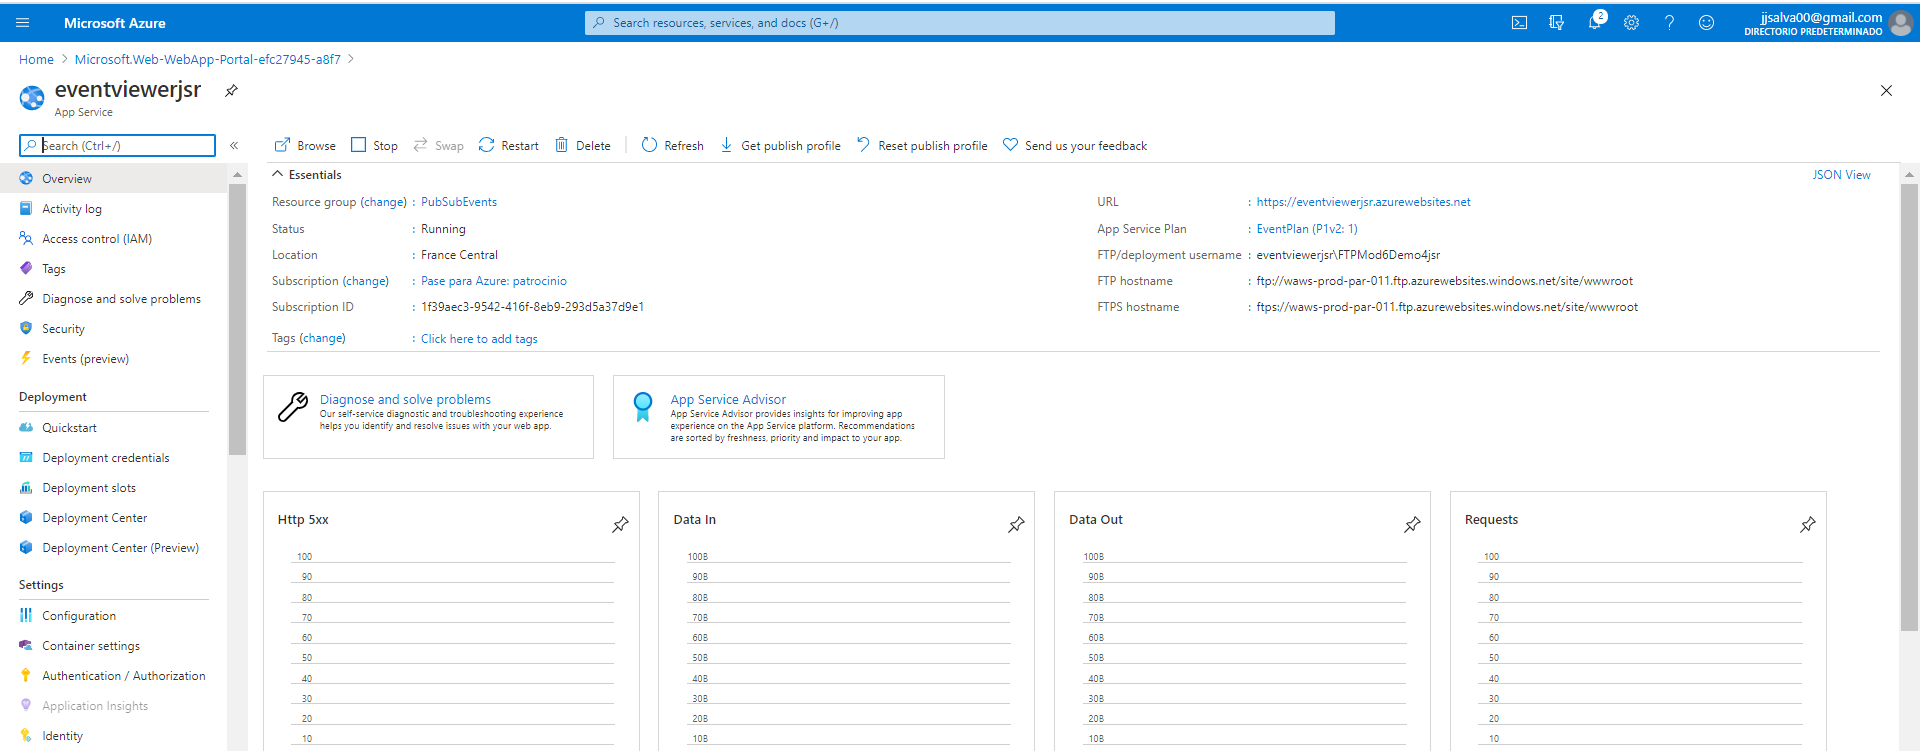 Microsoft Azure
Search resources, services, and docs (G+/)
2
jjsalva00@gmail.com
DIRECTORIO PREDETERMINADO
Home > Microsoft.Web-WebApp-Portal-efc27945-a8f7 >
eventviewerjsr
App Service
Search (Ctrl+/)
«
Overview
Activity log
Access control (IAM)
Tags
Diagnose and solve problems
Security
Events (preview)
Deployment
Quickstart
Deployment credentials
Deployment slots
Deployment Center
Deployment Center (Preview)
Settings
Configuration
Container settings
Authentication / Authorization
Application Insights
Identity
Browse Stop Swap Restart Delete Refresh Get publish profile Reset publish profile Send us your feedback
Essentials
JSON View
Resource group (change) : PubSubEvents
Status : Running
Location : France Central
Subscription (change) : Pase para Azure: patrocinio
Subscription ID : 1f39aec3-9542-416f-8eb9-293d5a37d9e1
Tags (change) : Click here to add tags
URL : https://eventviewerjsr.azurewebsites.net
App Service Plan : EventPlan (P1v2: 1)
FTP/deployment username : eventviewerjsr\FTPMod6Demo4jsr
FTP hostname : ftp://waws-prod-par-011.ftp.azurewebsites.windows.net/site/wwwroot
FTPS hostname : ftps://waws-prod-par-011.ftp.azurewebsites.windows.net/site/wwwroot
Diagnose and solve problems
Our self-service diagnostic and troubleshooting experience
helps you identify and resolve issues with your web app.
App Service Advisor
App Service Advisor provides insights for improving app
experience on the App Service platform. Recommendations
are sorted by freshness, priority and impact to your app.
Http 5xx
100
90
80
70
60
50
40
30
20
10
Data In
100B
90B
80B
70B
60B
50B
40B
30B
20B
10B
Data Out
100B
90B
80B
70B
60B
50B
40B
30B
20B
10B
Requests
100
90
80
70
60
50
40
30
20
10